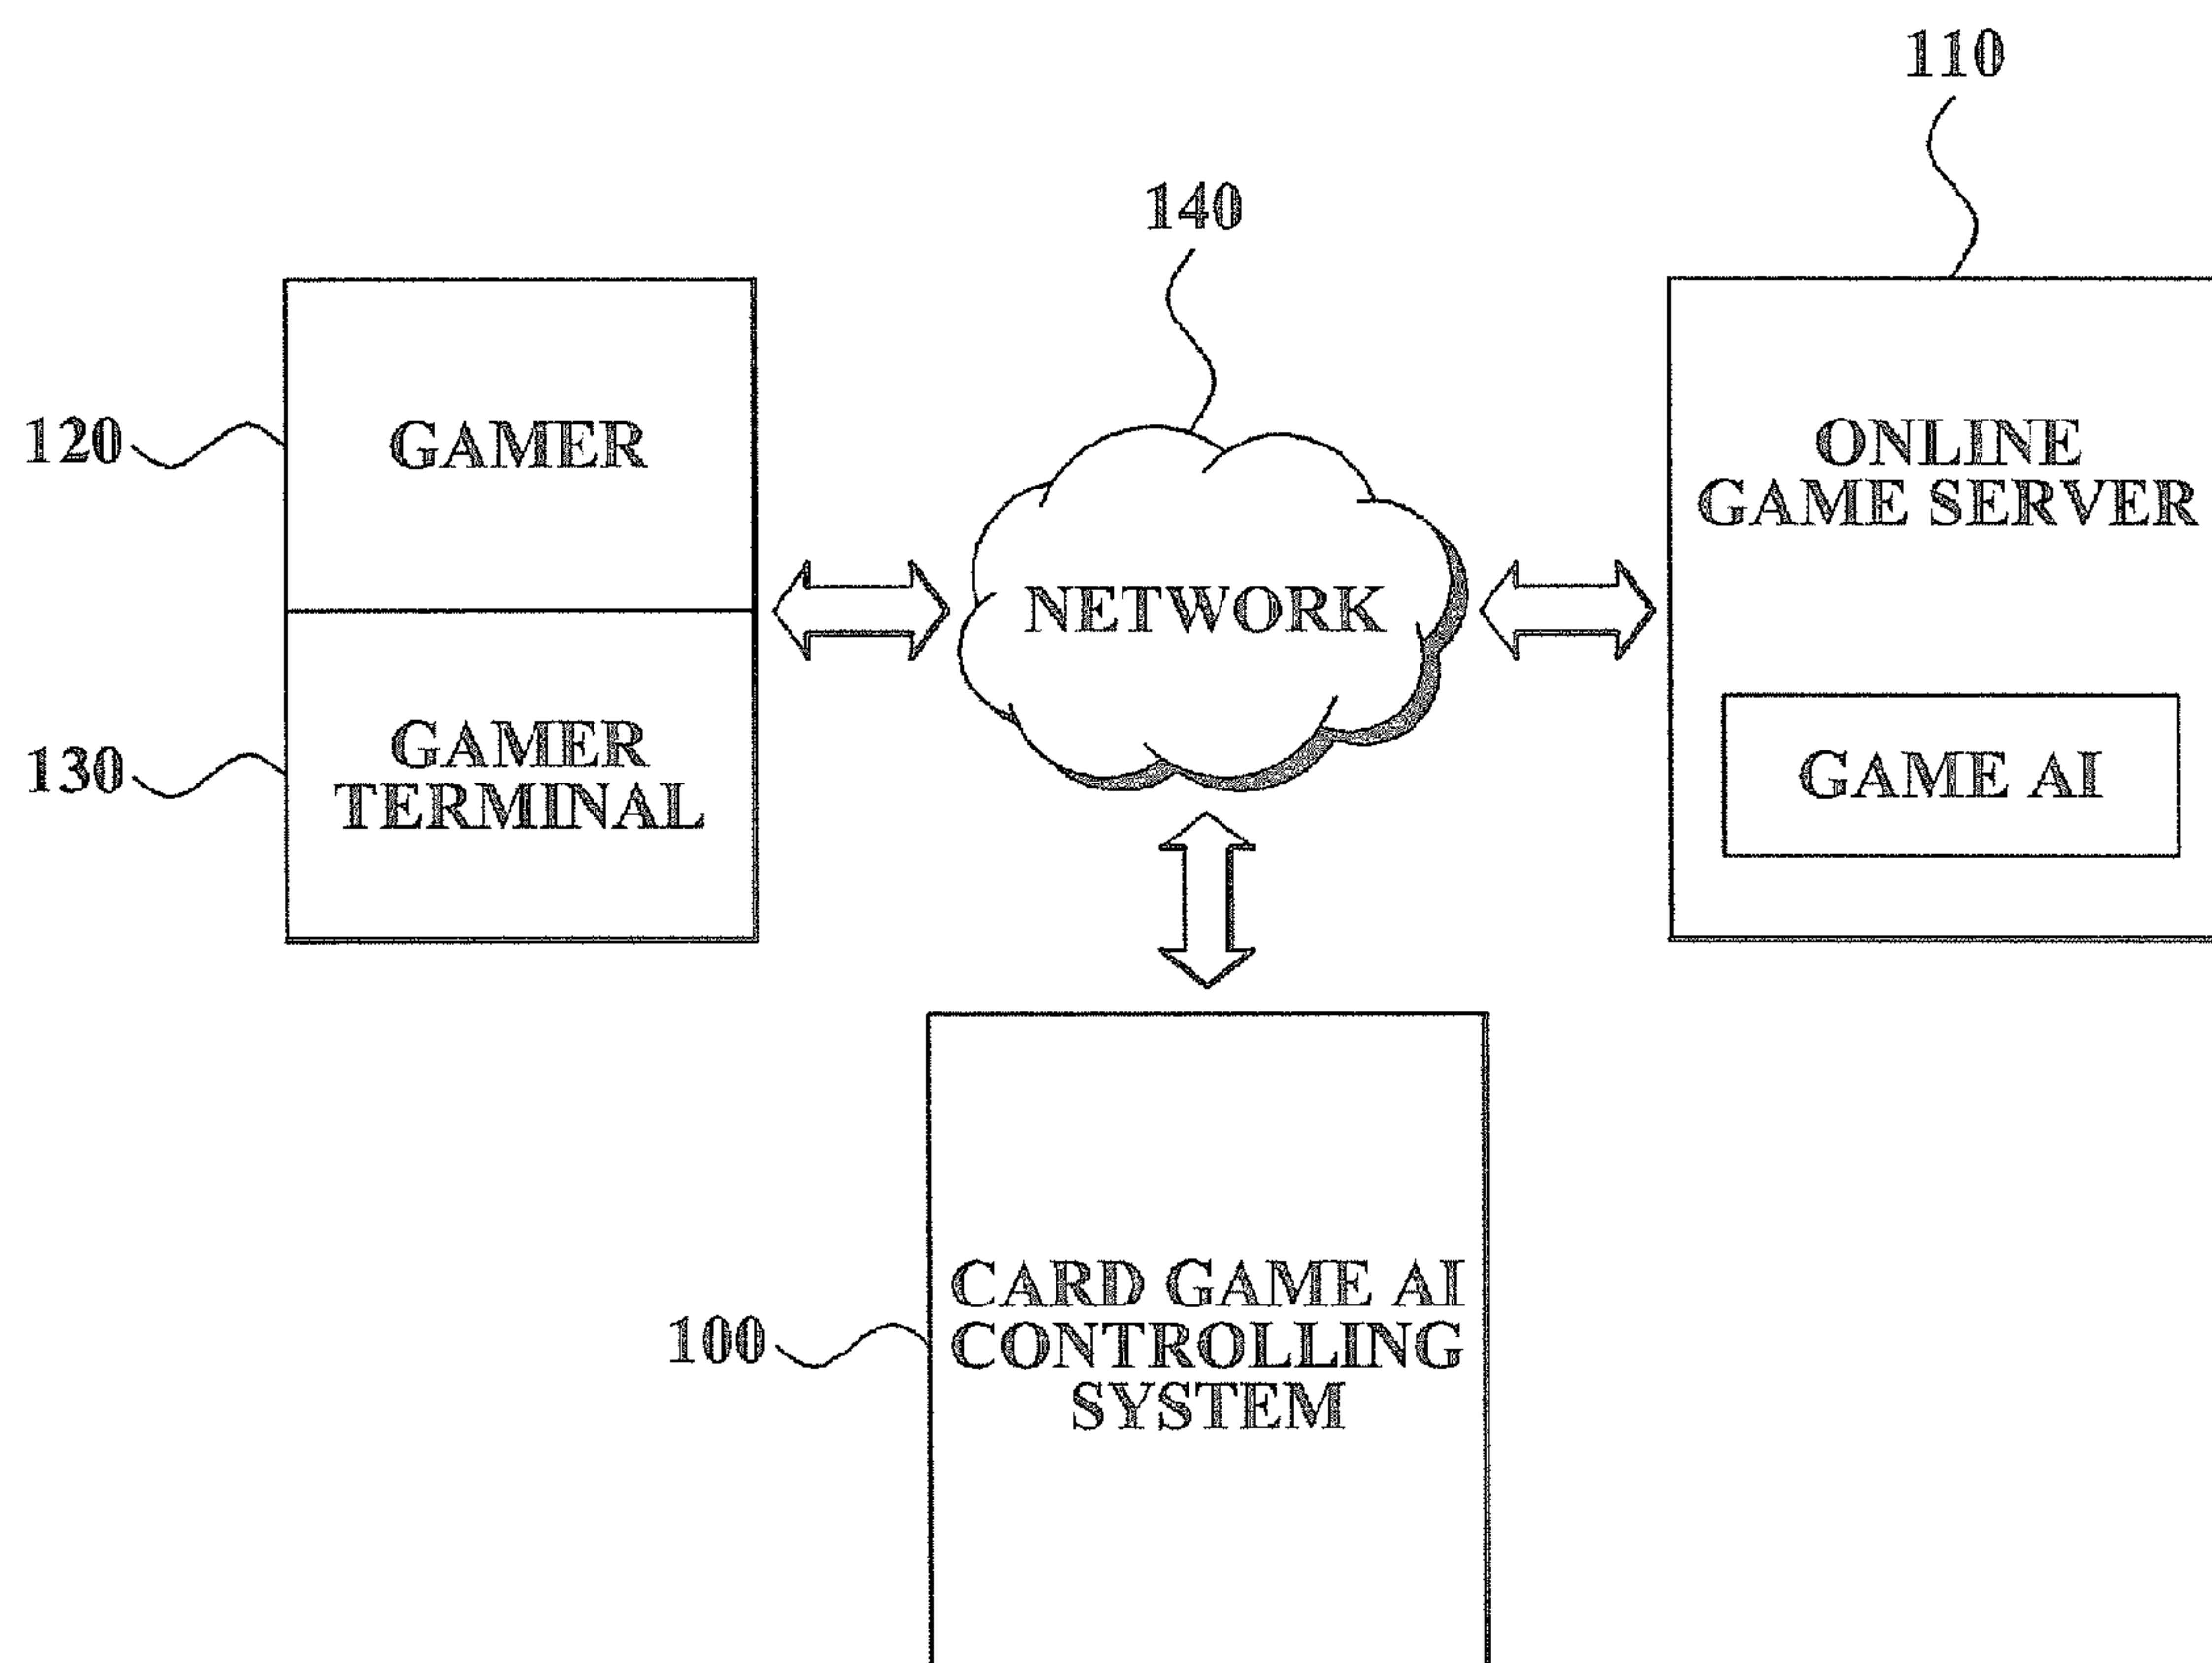 110
140
120
GAMER
ONLINE
GAME SERVER
NETWORK
130
GAMER
TERMINAL
GAME AI
100
CARD GAME AI
CONTROLLING
SYSTEM